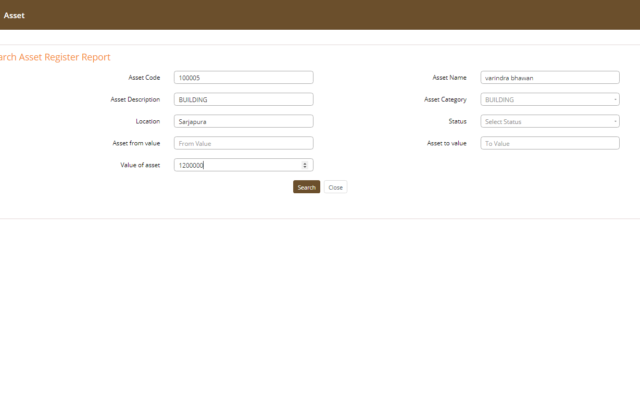 Asset
arch Asset Register Report
Asset Code 100005 Asset Name varindra bhawan
Asset Description BUILDING Asset Category BUILDING
Location Sarjapura Status Select Status
Asset from value From Value Asset to value To Value
Value of asset 1200000
Search Close